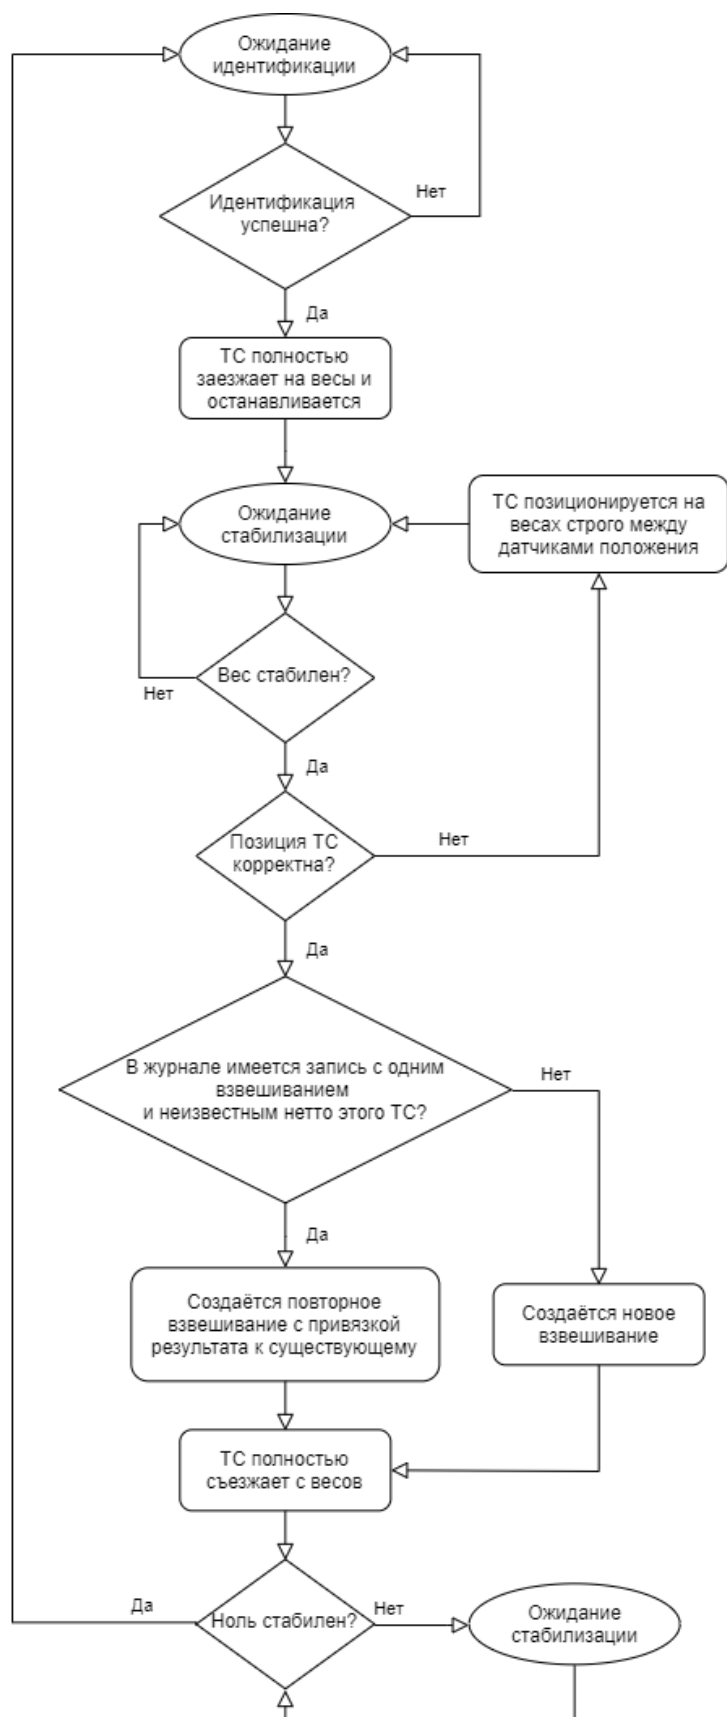 Ожидание
идентификации
Идентификация
успешна?
Нет
Да
ТС полностью
заезжает на весы и
останавливается
Ожидание
стабилизации
ТС позиционируется на
весах строго между
датчиками положения
Вес стабилен?
Нет
Да
Позиция ТС
корректна?
Нет
Да
В журнале имеется запись с одним
взвешиванием
и неизвестным нетто этого ТС?
Нет
Да
Создаётся повторное
взвешивание с привязкой
результата к существующему
Создаётся новое
взвешивание
ТС полностью
съезжает с весов
Ноль стабилен?
Да
Нет
Ожидание
стабилизации